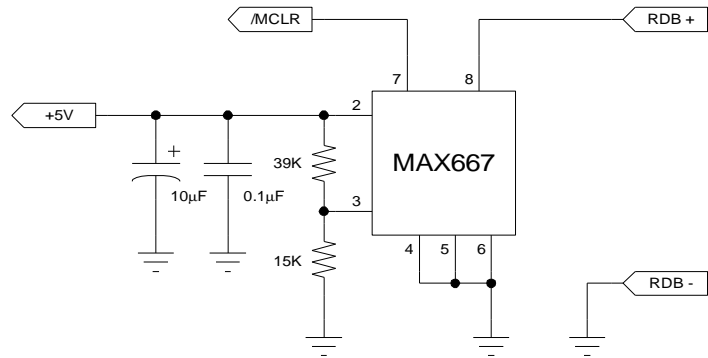 /MCLR
RDB +
7
8
+5V
2
+
39K
MAX667
10μF
0.1μF
3
15K
4
5
6
RDB -